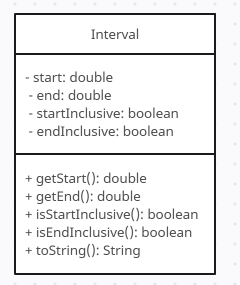 Interval
- start: double
- end: double
- startInclusive: boolean
- endInclusive: boolean
+ getStart(): double
+ getEnd(): double
+ isStartInclusive(): boolean
+ isEndInclusive(): boolean
+ toString(): String